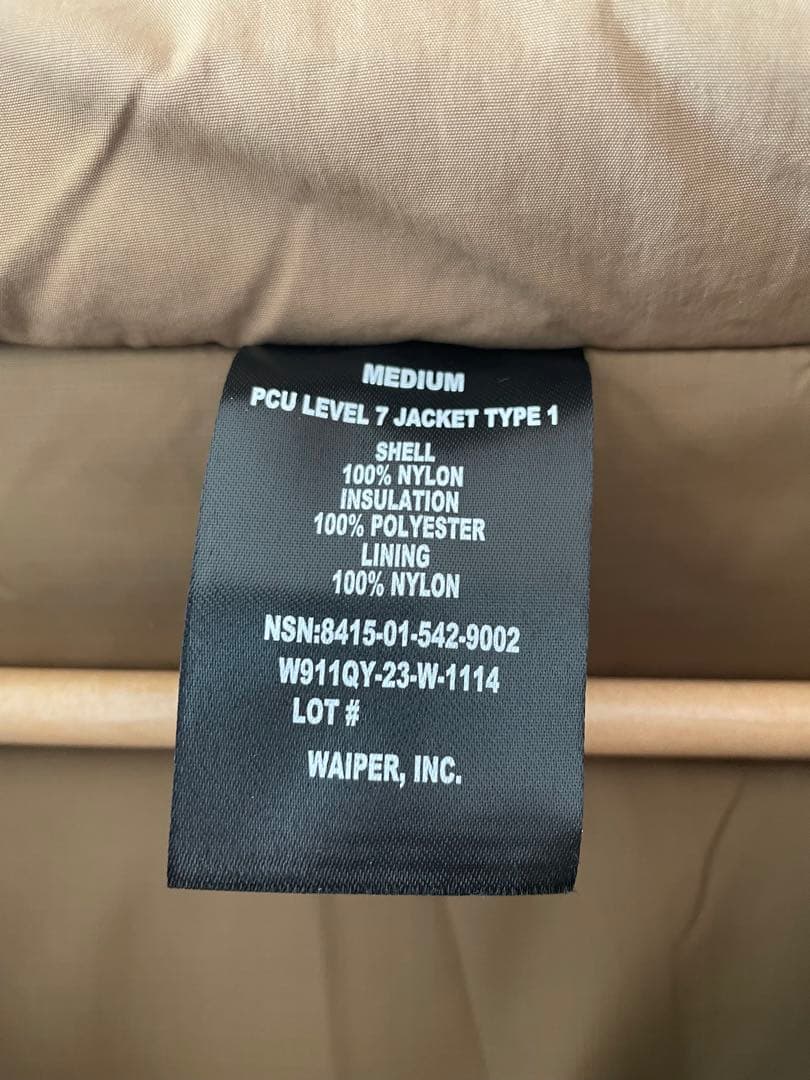 MEDIUM
PCU LEVEL 7 JACKET TYPE 1
SHELL
100% NYLON
INSULATION
100% POLYESTER
LINING
100% NYLON
NSN:8415-01-542-9002
W911QY-23-W-1114
LOT #
WAIPER, INC.